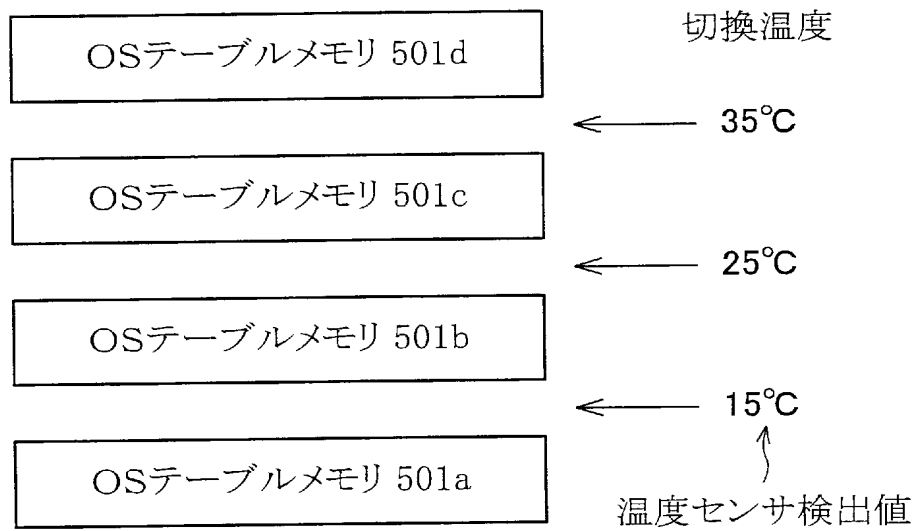 切換温度
OSテーブルメモリ 501d
35℃
OSテーブルメモリ 501c
25℃
OSテーブルメモリ 501b
15℃
OSテーブルメモリ 501a
温度センサ検出値